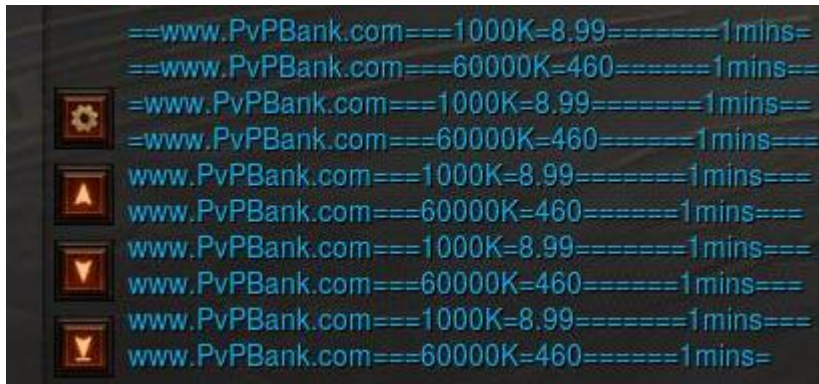 ==www.PvPBank.com===1000K=8.99=======1mins=
==www.PvPBank.com===60000K=460======1mins==
=www.PvPBank.com===1000K=8.99=======1mins==
=www.PvPBank.com===60000K=460======1mins===
www.PvPBank.com===1000K=8.99=======1mins===
www.PvPBank.com===60000K=460======1mins===
www.PvPBank.com===1000K=8.99=======1mins===
www.PvPBank.com===60000K=460======1mins===
www.PvPBank.com===1000K=8.99=======1mins===
www.PvPBank.com===60000K=460======1mins=